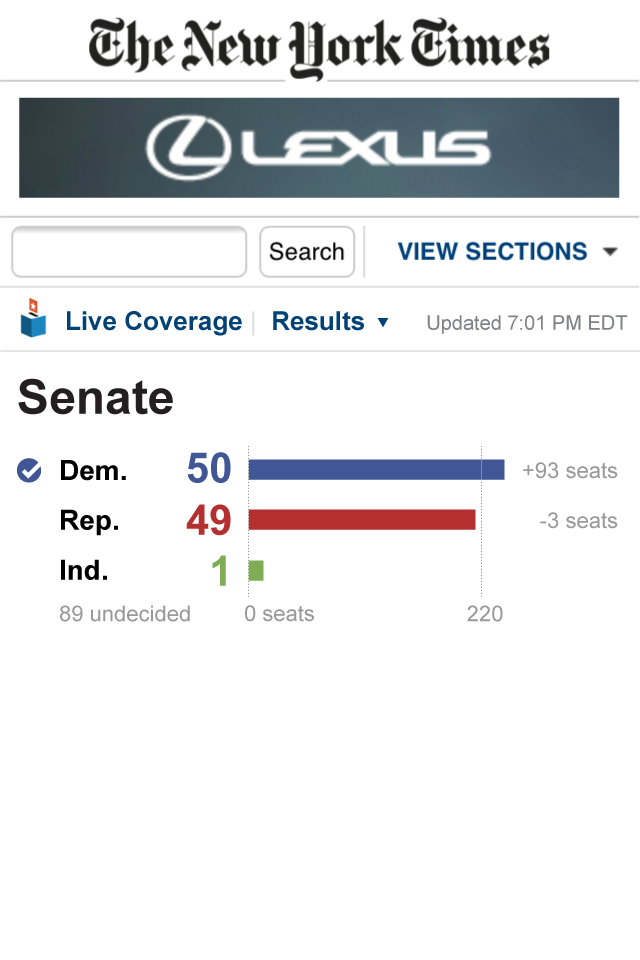 The New York Times
LEXUS
Search VIEW SECTIONS
Live Coverage Results Updated 7:01 PM EDT
Senate
Dem. 50 +93 seats
Rep. 49 -3 seats
Ind. 1
89 undecided 0 seats 220